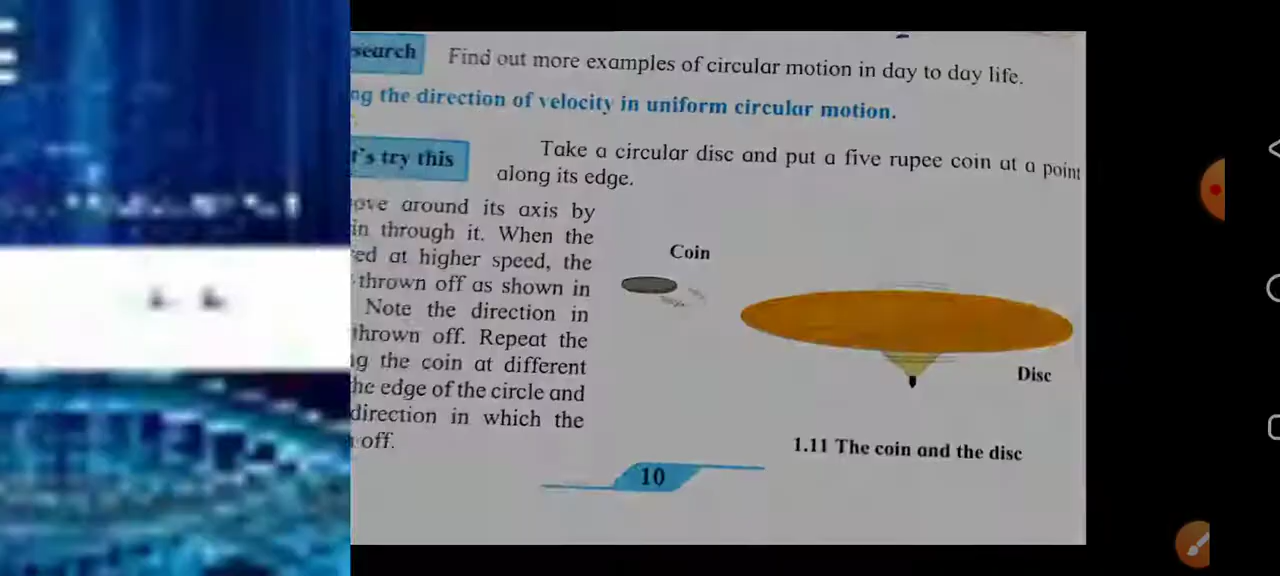 search
Find out more examples of circular motion in day to day life.
ng the direction of velocity in uniform circular motion.
t's try this
Take a circular disc and put a five rupee coin at a point
along its edge.
ove around its axis by
in through it. When the
ed at higher speed, the
thrown off as shown in
Note the direction in
thrown off. Repeat the
g the coin at different
he edge of the circle and
direction in which the
off.
Coin
Disc
1.11 The coin and the disc
10